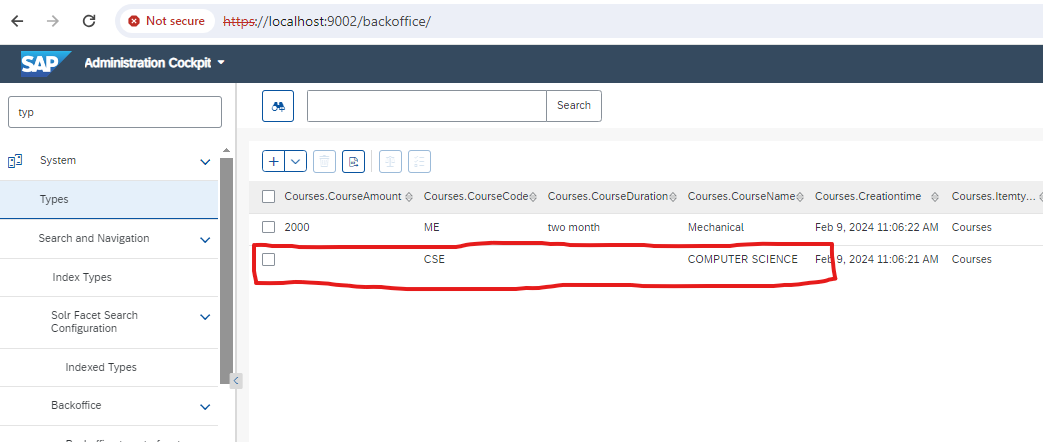 Not secure https://localhost:9002/backoffice/
SAP Administration Cockpit
typ
Search
System
Types
Search and Navigation
Index Types
Solr Facet Search
Configuration
Indexed Types
Backoffice
Courses.CourseAmount Courses.CourseCode Courses.CourseDuration Courses.CourseName Courses.Creationtime Courses.Itemty...
2000 ME two month Mechanical Feb 9, 2024 11:06:22 AM Courses
CSE COMPUTER SCIENCE Feb 9, 2024 11:06:21 AM Courses